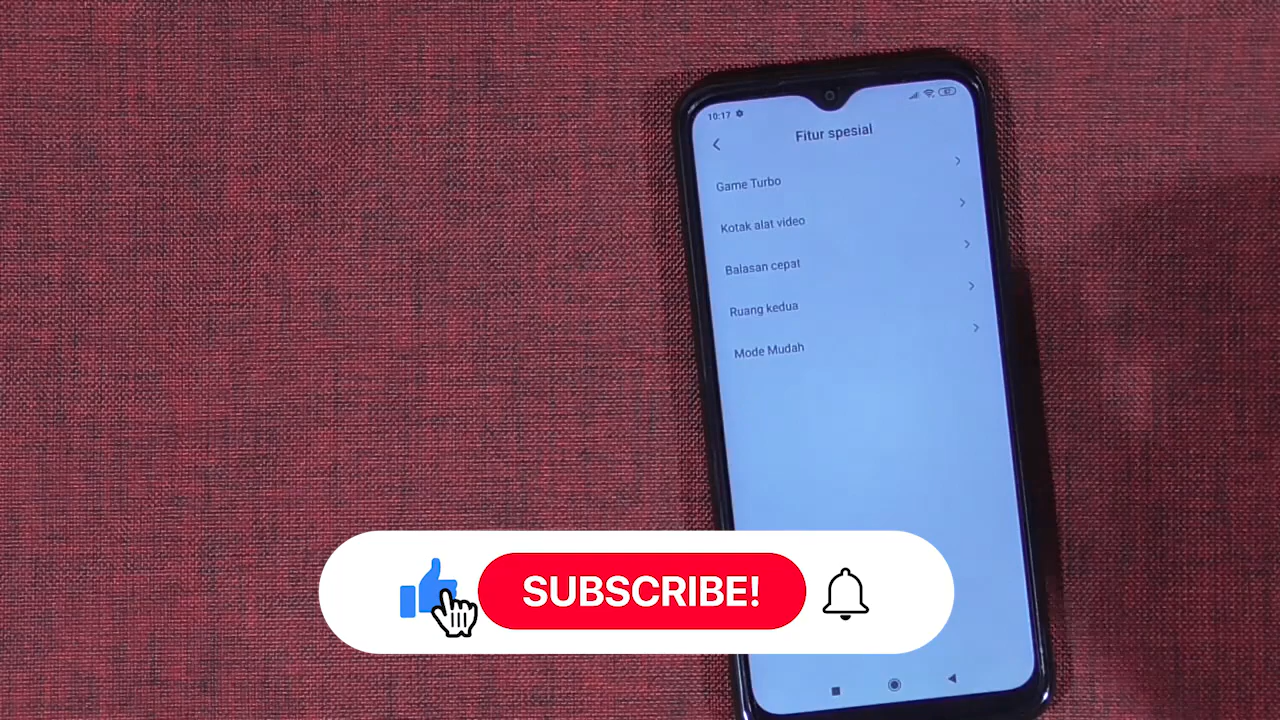 10:17
Fitur spesial
Game Turbo
Kotak alat video
Balasan cepat
Ruang kedua
Mode Mudah
SUBSCRIBE!